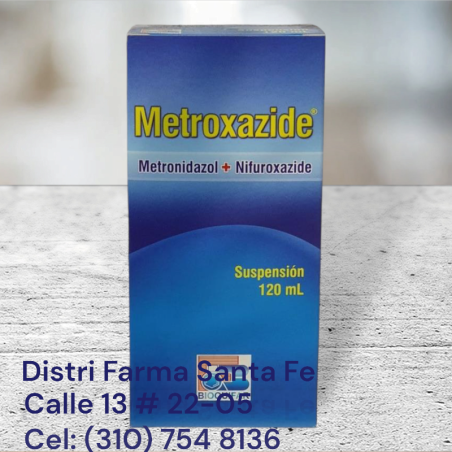 Metroxazide®
Metronidazol + Nifuroxazide
Suspensión
120 mL
Distri Farma Santa Fe
Calle 13 # 22-05
Cel: (310) 754 8136